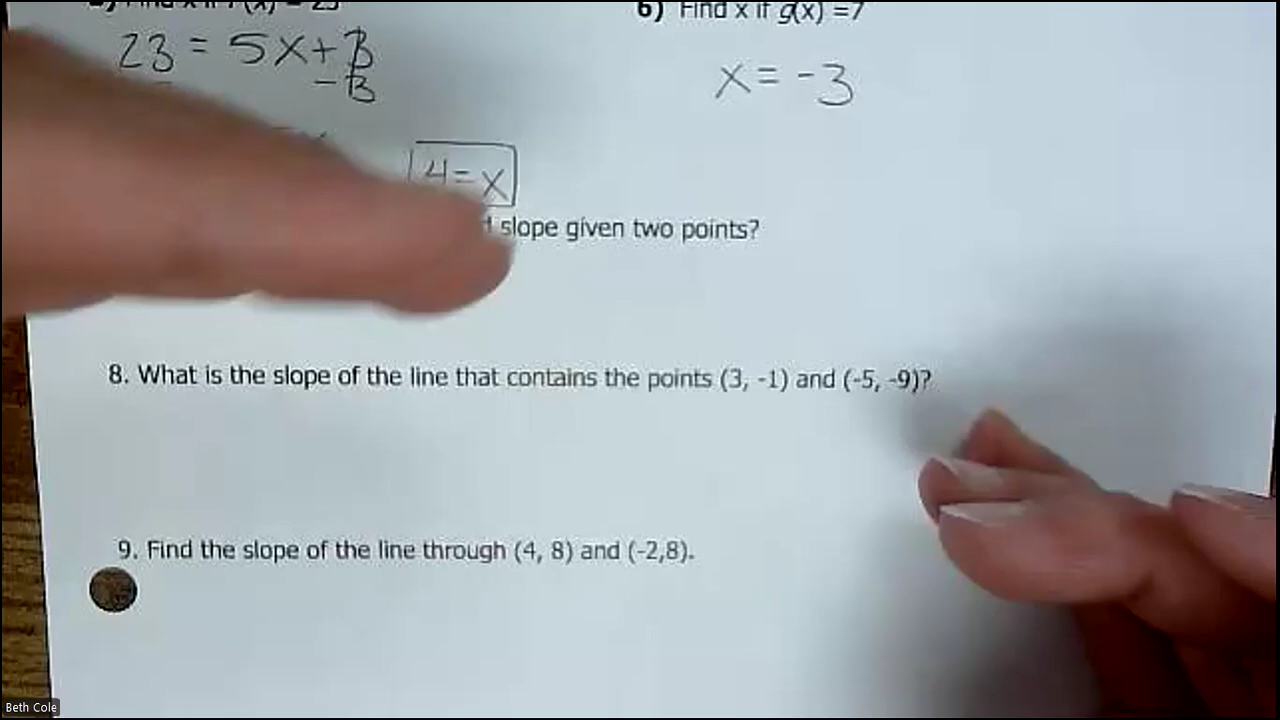 6) Find x if g(x) =7
23 = 5x+3
-3
x = -3
4=x
slope given two points?
8. What is the slope of the line that contains the points (3, -1) and (-5, -9)?
9. Find the slope of the line through (4, 8) and (-2,8).
Beth Cole